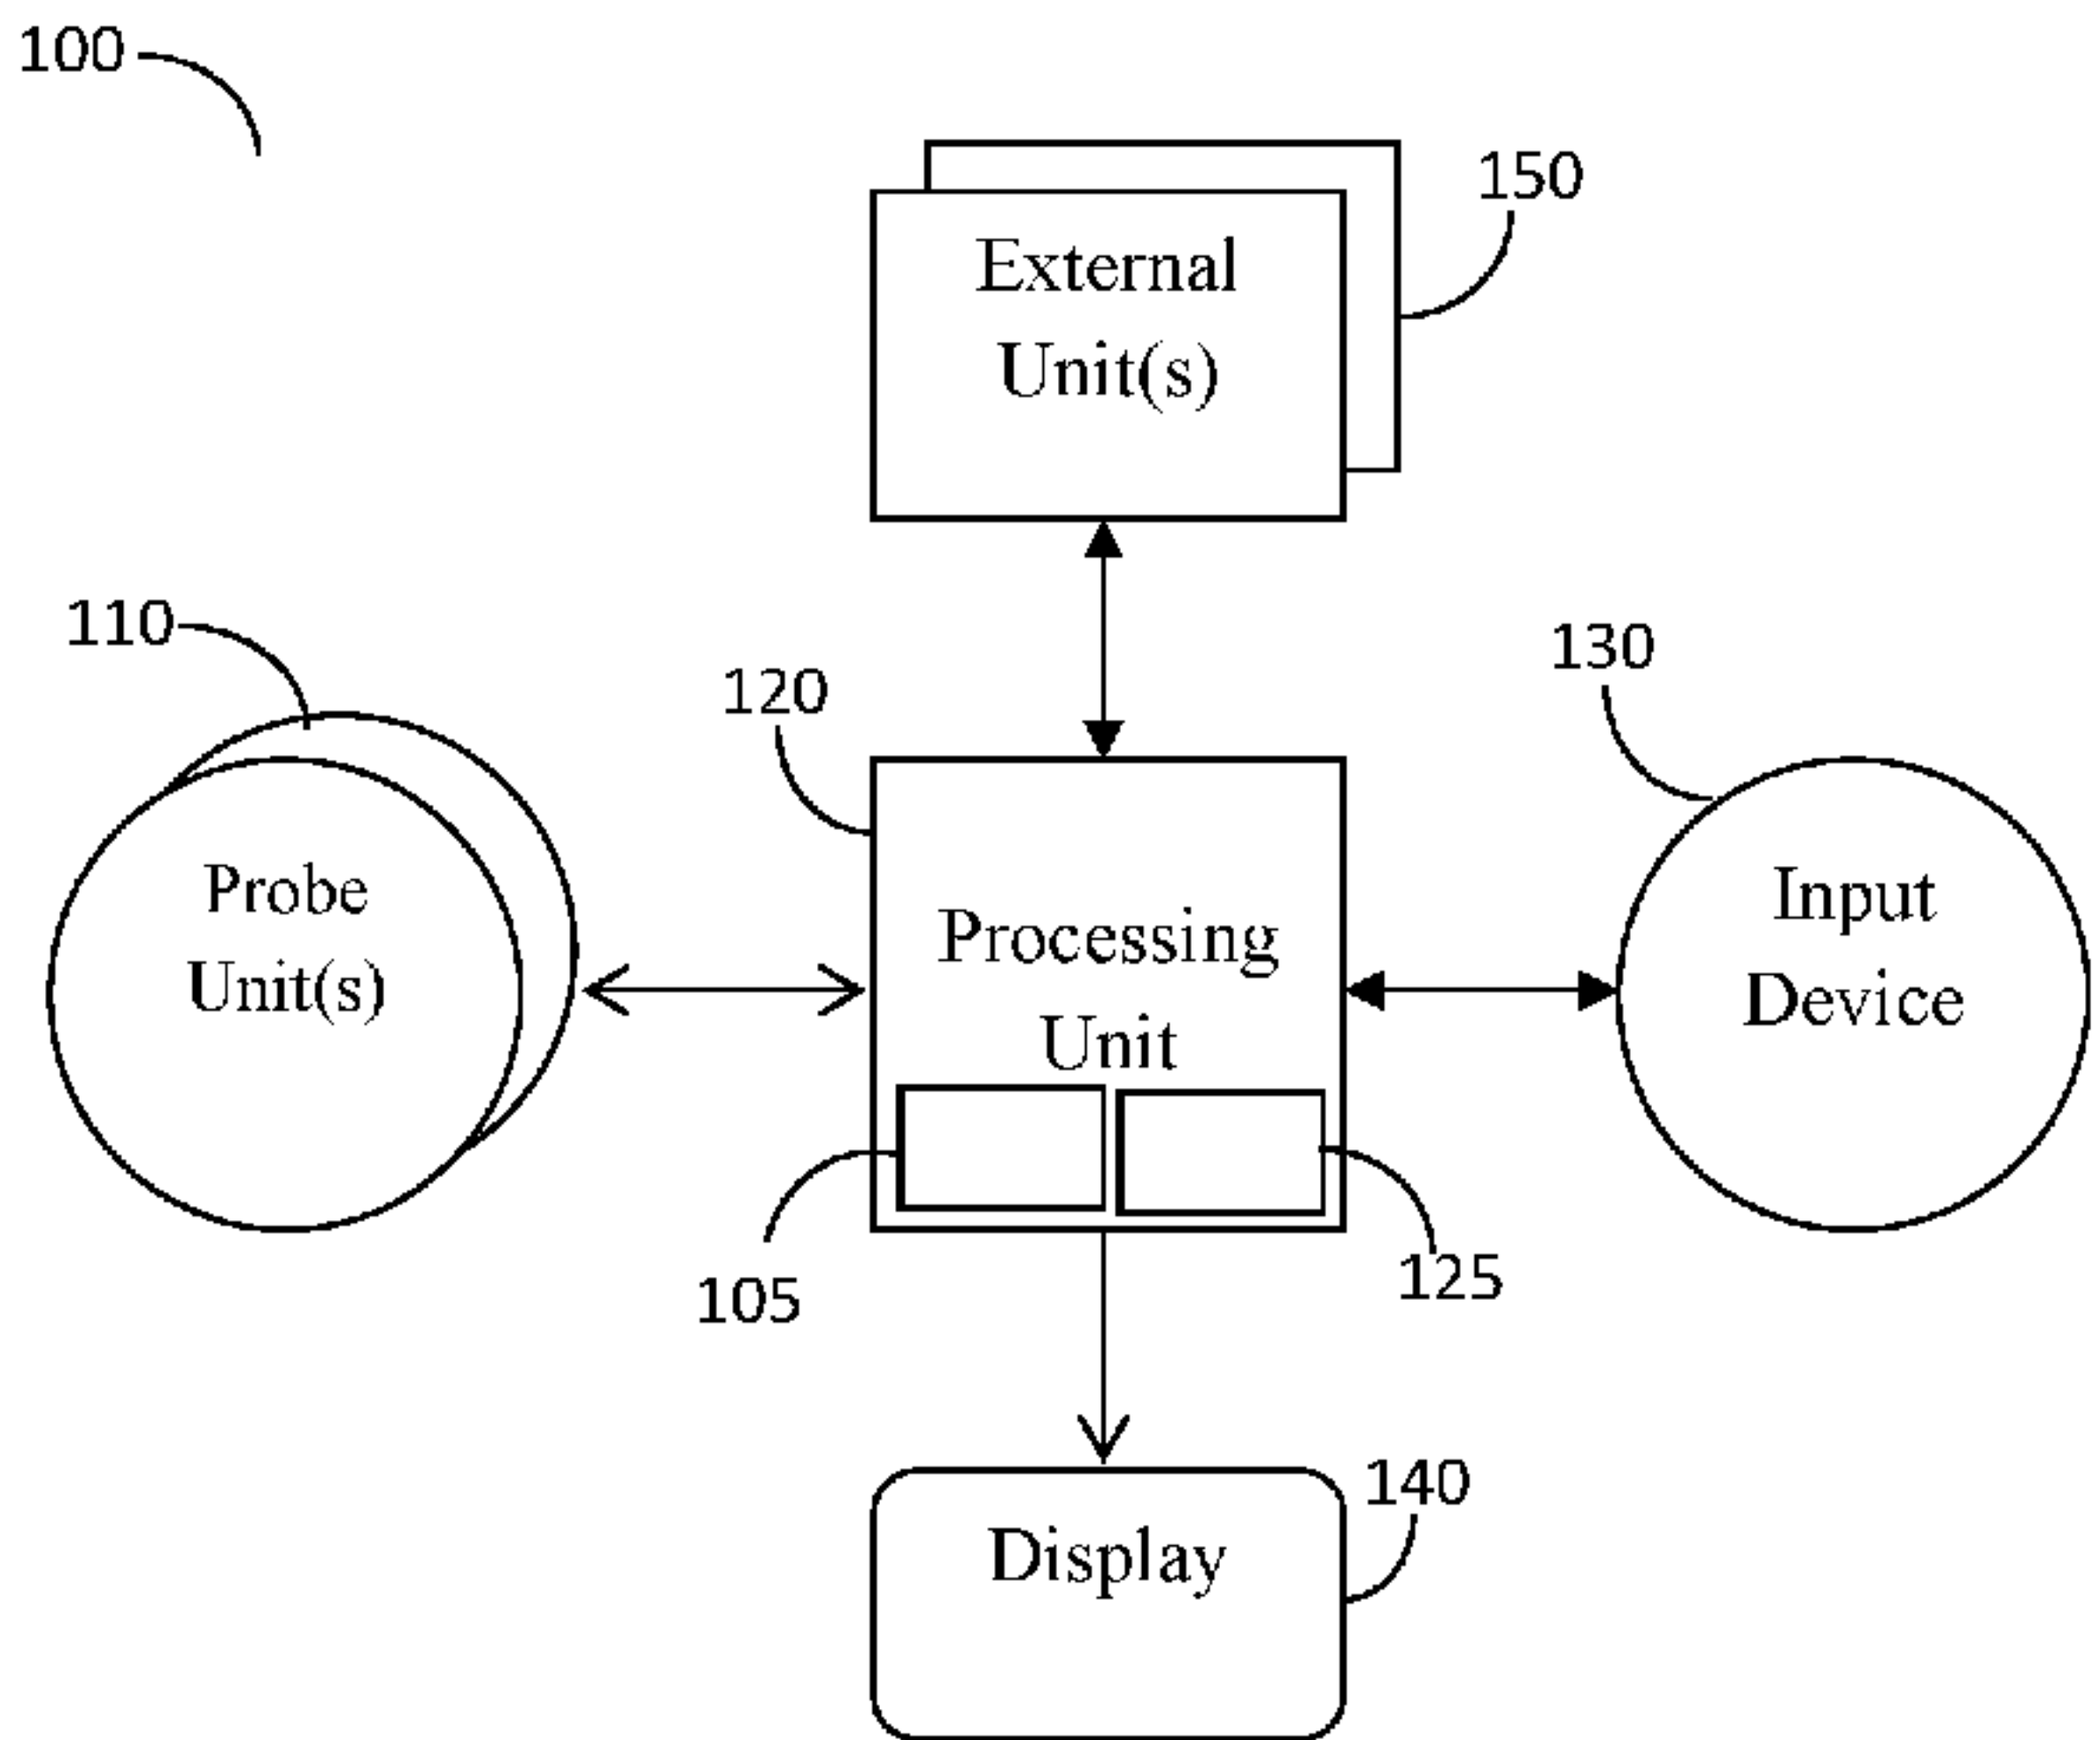 100
150
External
Unit(s)
110
120
130
Probe
Unit(s)
Processing
Unit
Input
Device
105
125
140
Display